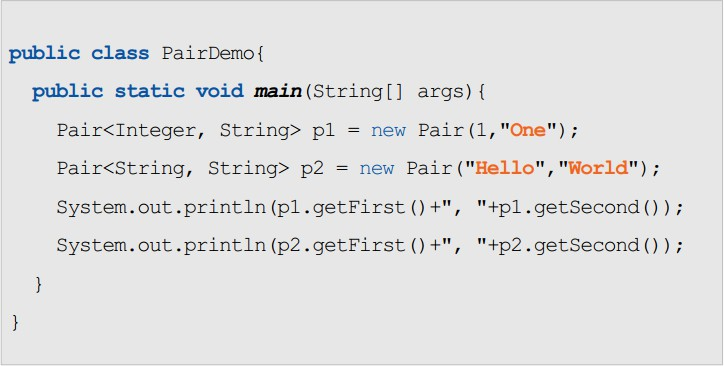 public class PairDemo{
public static void main(String[] args){
Pair<Integer, String> p1 = new Pair(1,"One");
Pair<String, String> p2 = new Pair("Hello","World");
System.out.println(p1.getFirst()+", "+p1.getSecond());
System.out.println(p2.getFirst()+", "+p2.getSecond());
}
}